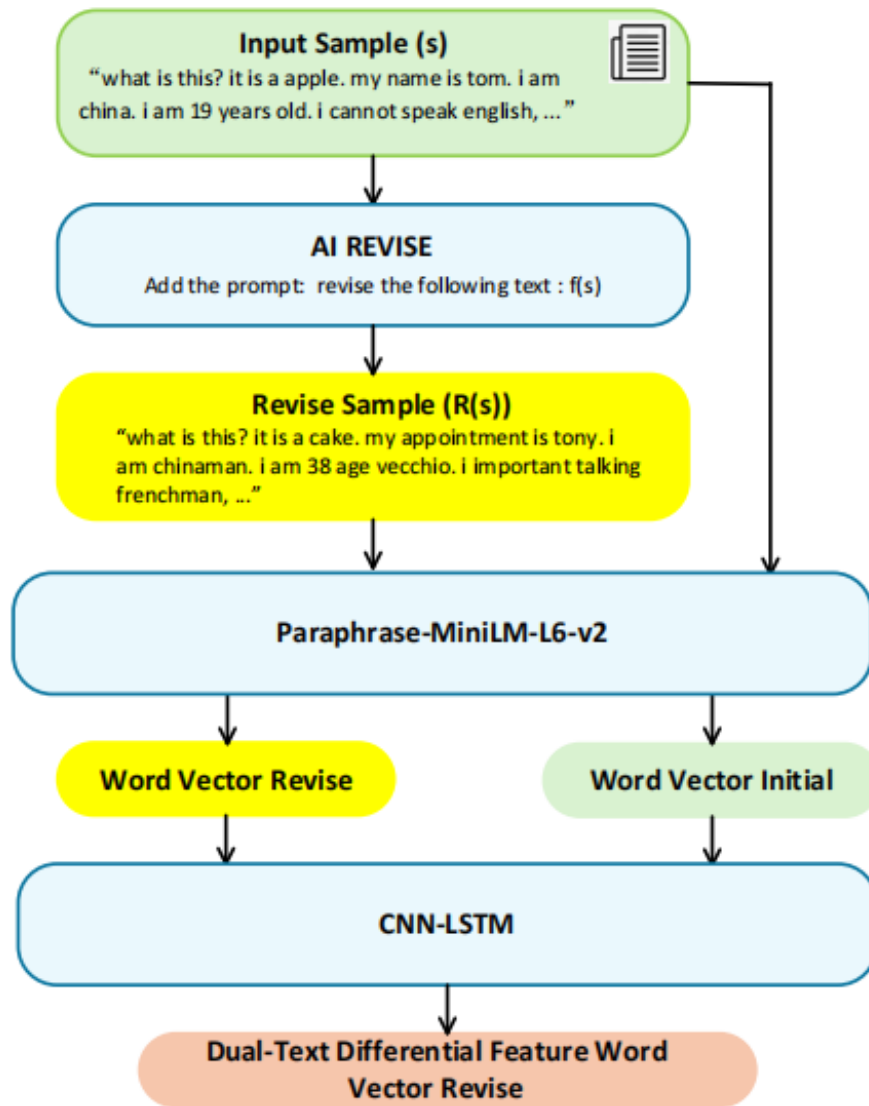 Input Sample (s)
“what is this? it is a apple. my name is tom. i am
china. i am 19 years old. i cannot speak english, ...”
AI REVISE
Add the prompt: revise the following text : f(s)
Revise Sample (R(s))
“what is this? it is a cake. my appointment is tony. i
am chinaman. i am 38 age vecchio. i important talking
frenchman, ...”
Paraphrase-MiniLM-L6-v2
Word Vector Revise
Word Vector Initial
CNN-LSTM
Dual-Text Differential Feature Word
Vector Revise